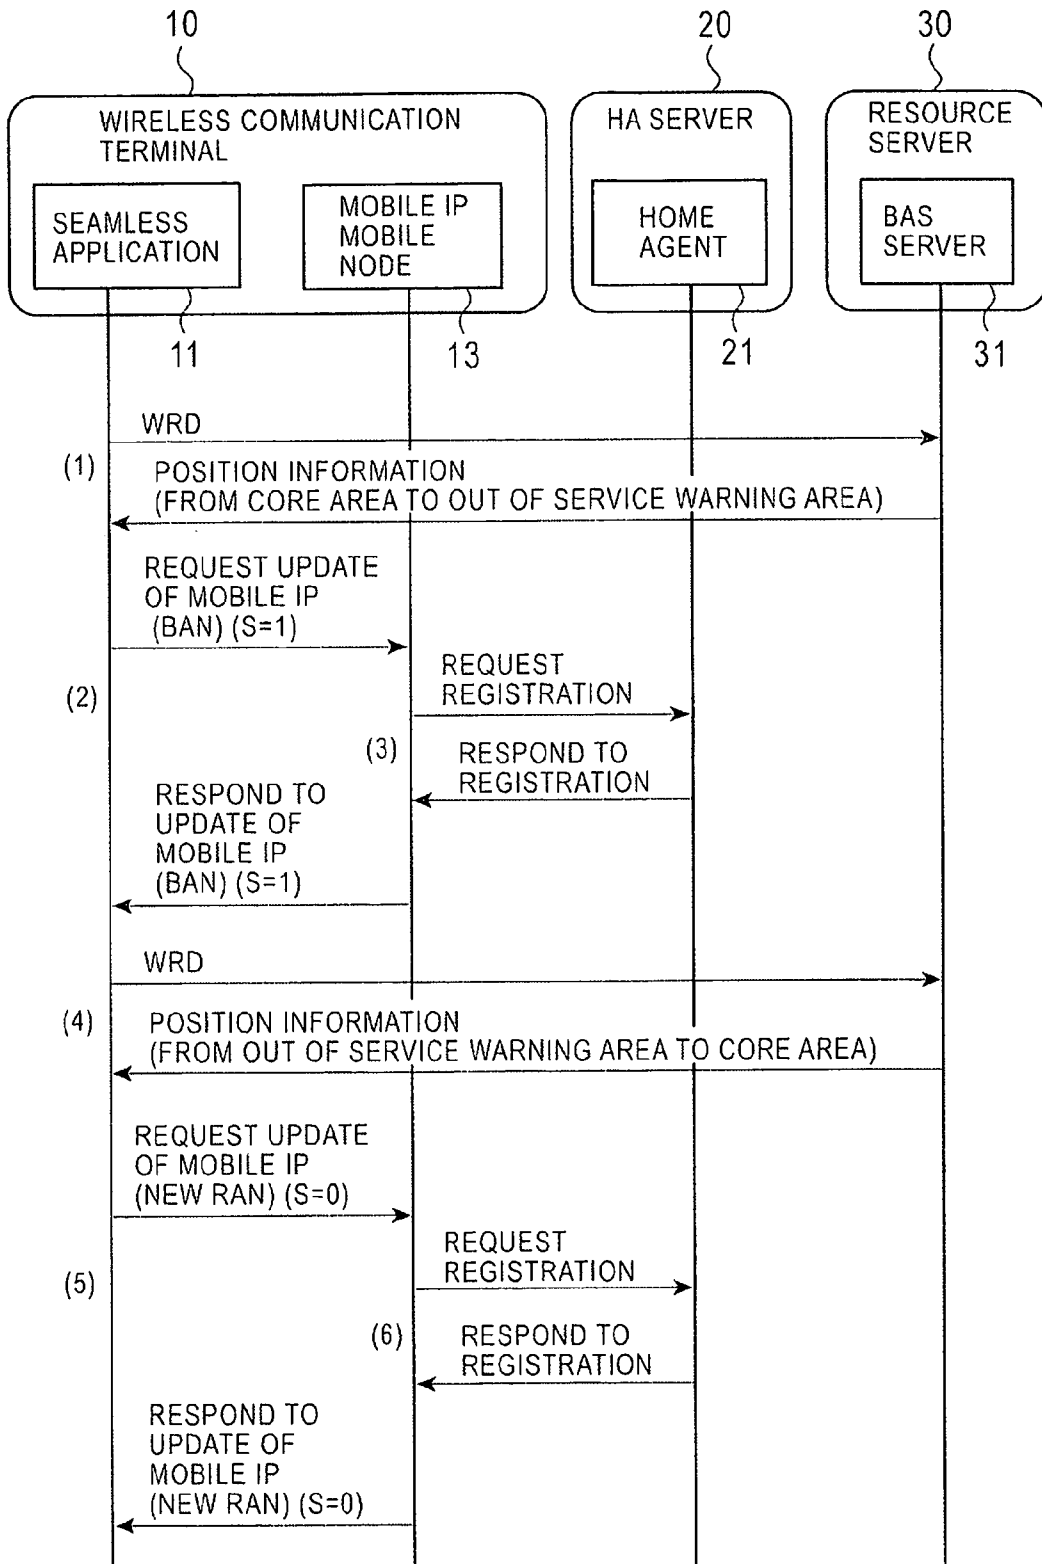 10
20
30
WIRELESS COMMUNICATION
TERMINAL
HA SERVER
RESOURCE
SERVER
SEAMLESS
APPLICATION
MOBILE IP
MOBILE
NODE
HOME
AGENT
BAS
SERVER
11
13
21
31
WRD
(1)
POSITION INFORMATION
(FROM CORE AREA TO OUT OF SERVICE WARNING AREA)
REQUEST UPDATE
OF MOBILE IP
(BAN) (S=1)
(2)
REQUEST
REGISTRATION
(3)
RESPOND TO
REGISTRATION
RESPOND TO
UPDATE OF
MOBILE IP
(BAN) (S=1)
WRD
(4)
POSITION INFORMATION
(FROM OUT OF SERVICE WARNING AREA TO CORE AREA)
REQUEST UPDATE
OF MOBILE IP
(NEW RAN) (S=0)
(5)
REQUEST
REGISTRATION
(6)
RESPOND TO
REGISTRATION
RESPOND TO
UPDATE OF
MOBILE IP
(NEW RAN) (S=0)